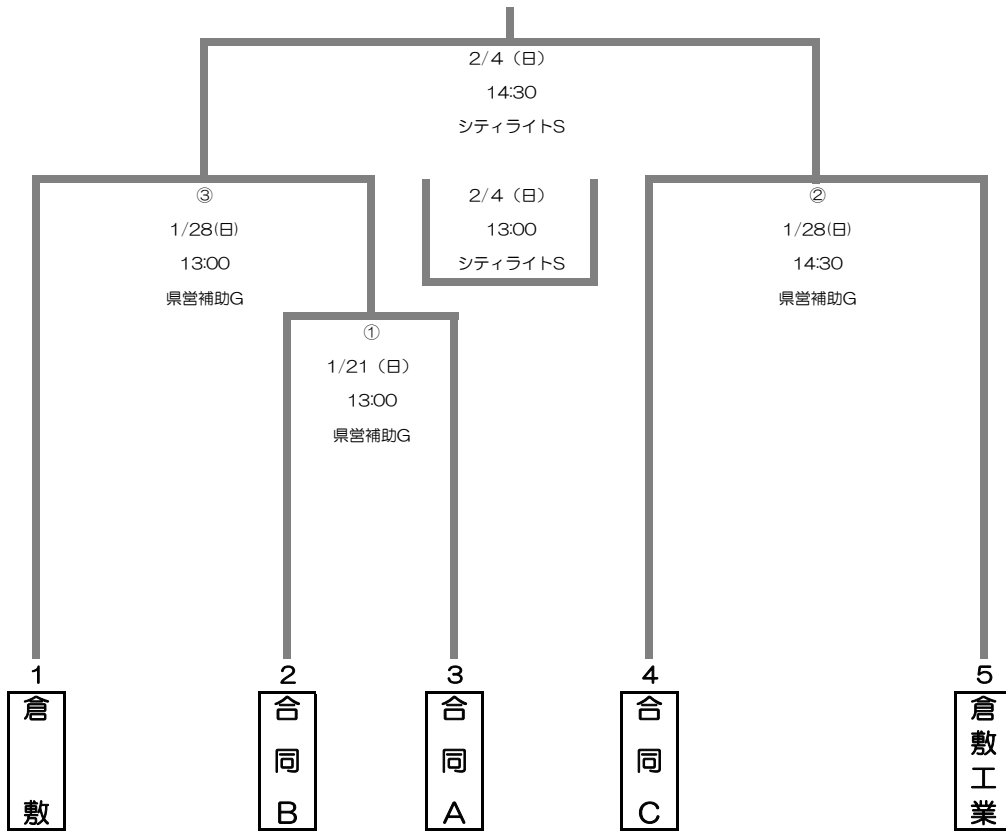 2/4（日）
14:30
シティライトS
③
1/28(日)
13:00
県営補助G
2/4（日）
13:00
シティライトS
②
1/28(日)
14:30
県営補助G
①
1/21（日）
13:00
県営補助G
1
倉敷
2
合同B
3
合同A
4
合同C
5
倉敷工業